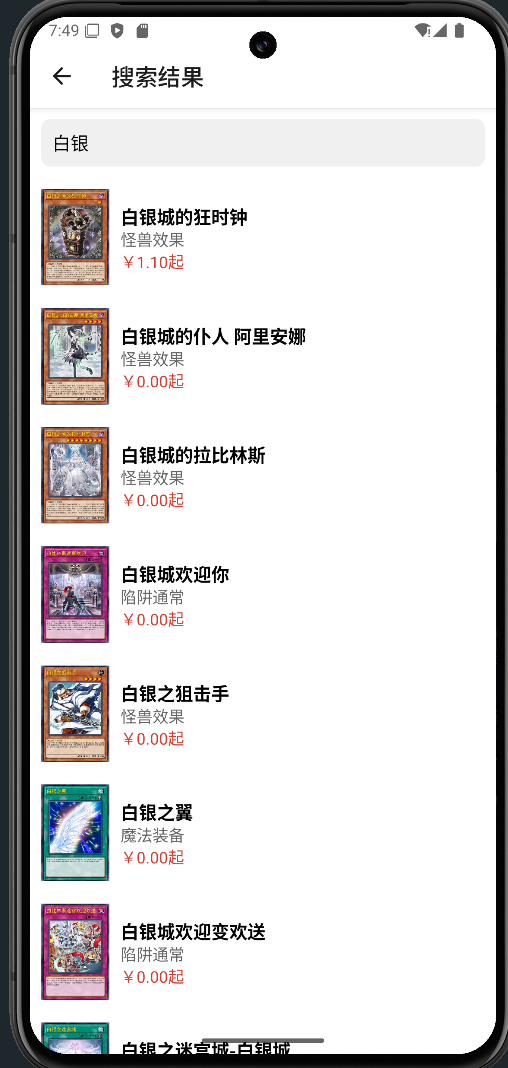 7:49
搜索结果
白银
白银城的狂时钟
怪兽效果
￥1.10起
白银城的仆人 阿里安娜
怪兽效果
￥0.00起
白银城的拉比林斯
怪兽效果
￥0.00起
白银城欢迎你
陷阱通常
￥0.00起
白银之狙击手
怪兽效果
￥0.00起
白银之翼
魔法装备
￥0.00起
白银城欢迎变欢送
陷阱通常
￥0.00起
白银之迷宫城-白银城